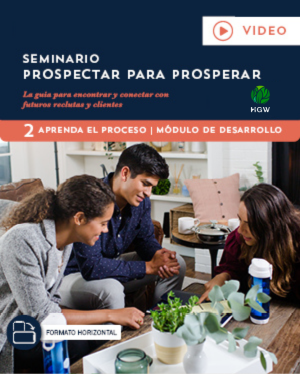 VIDEO
SEMINARIO
PROSPECTAR PARA PROSPERAR
La guía para encontrar y conectar con
futuros reclutas y clientes
HGW
2 APRENDA EL PROCESO | MÓDULO DE DESARROLLO
FORMATO HORIZONTAL